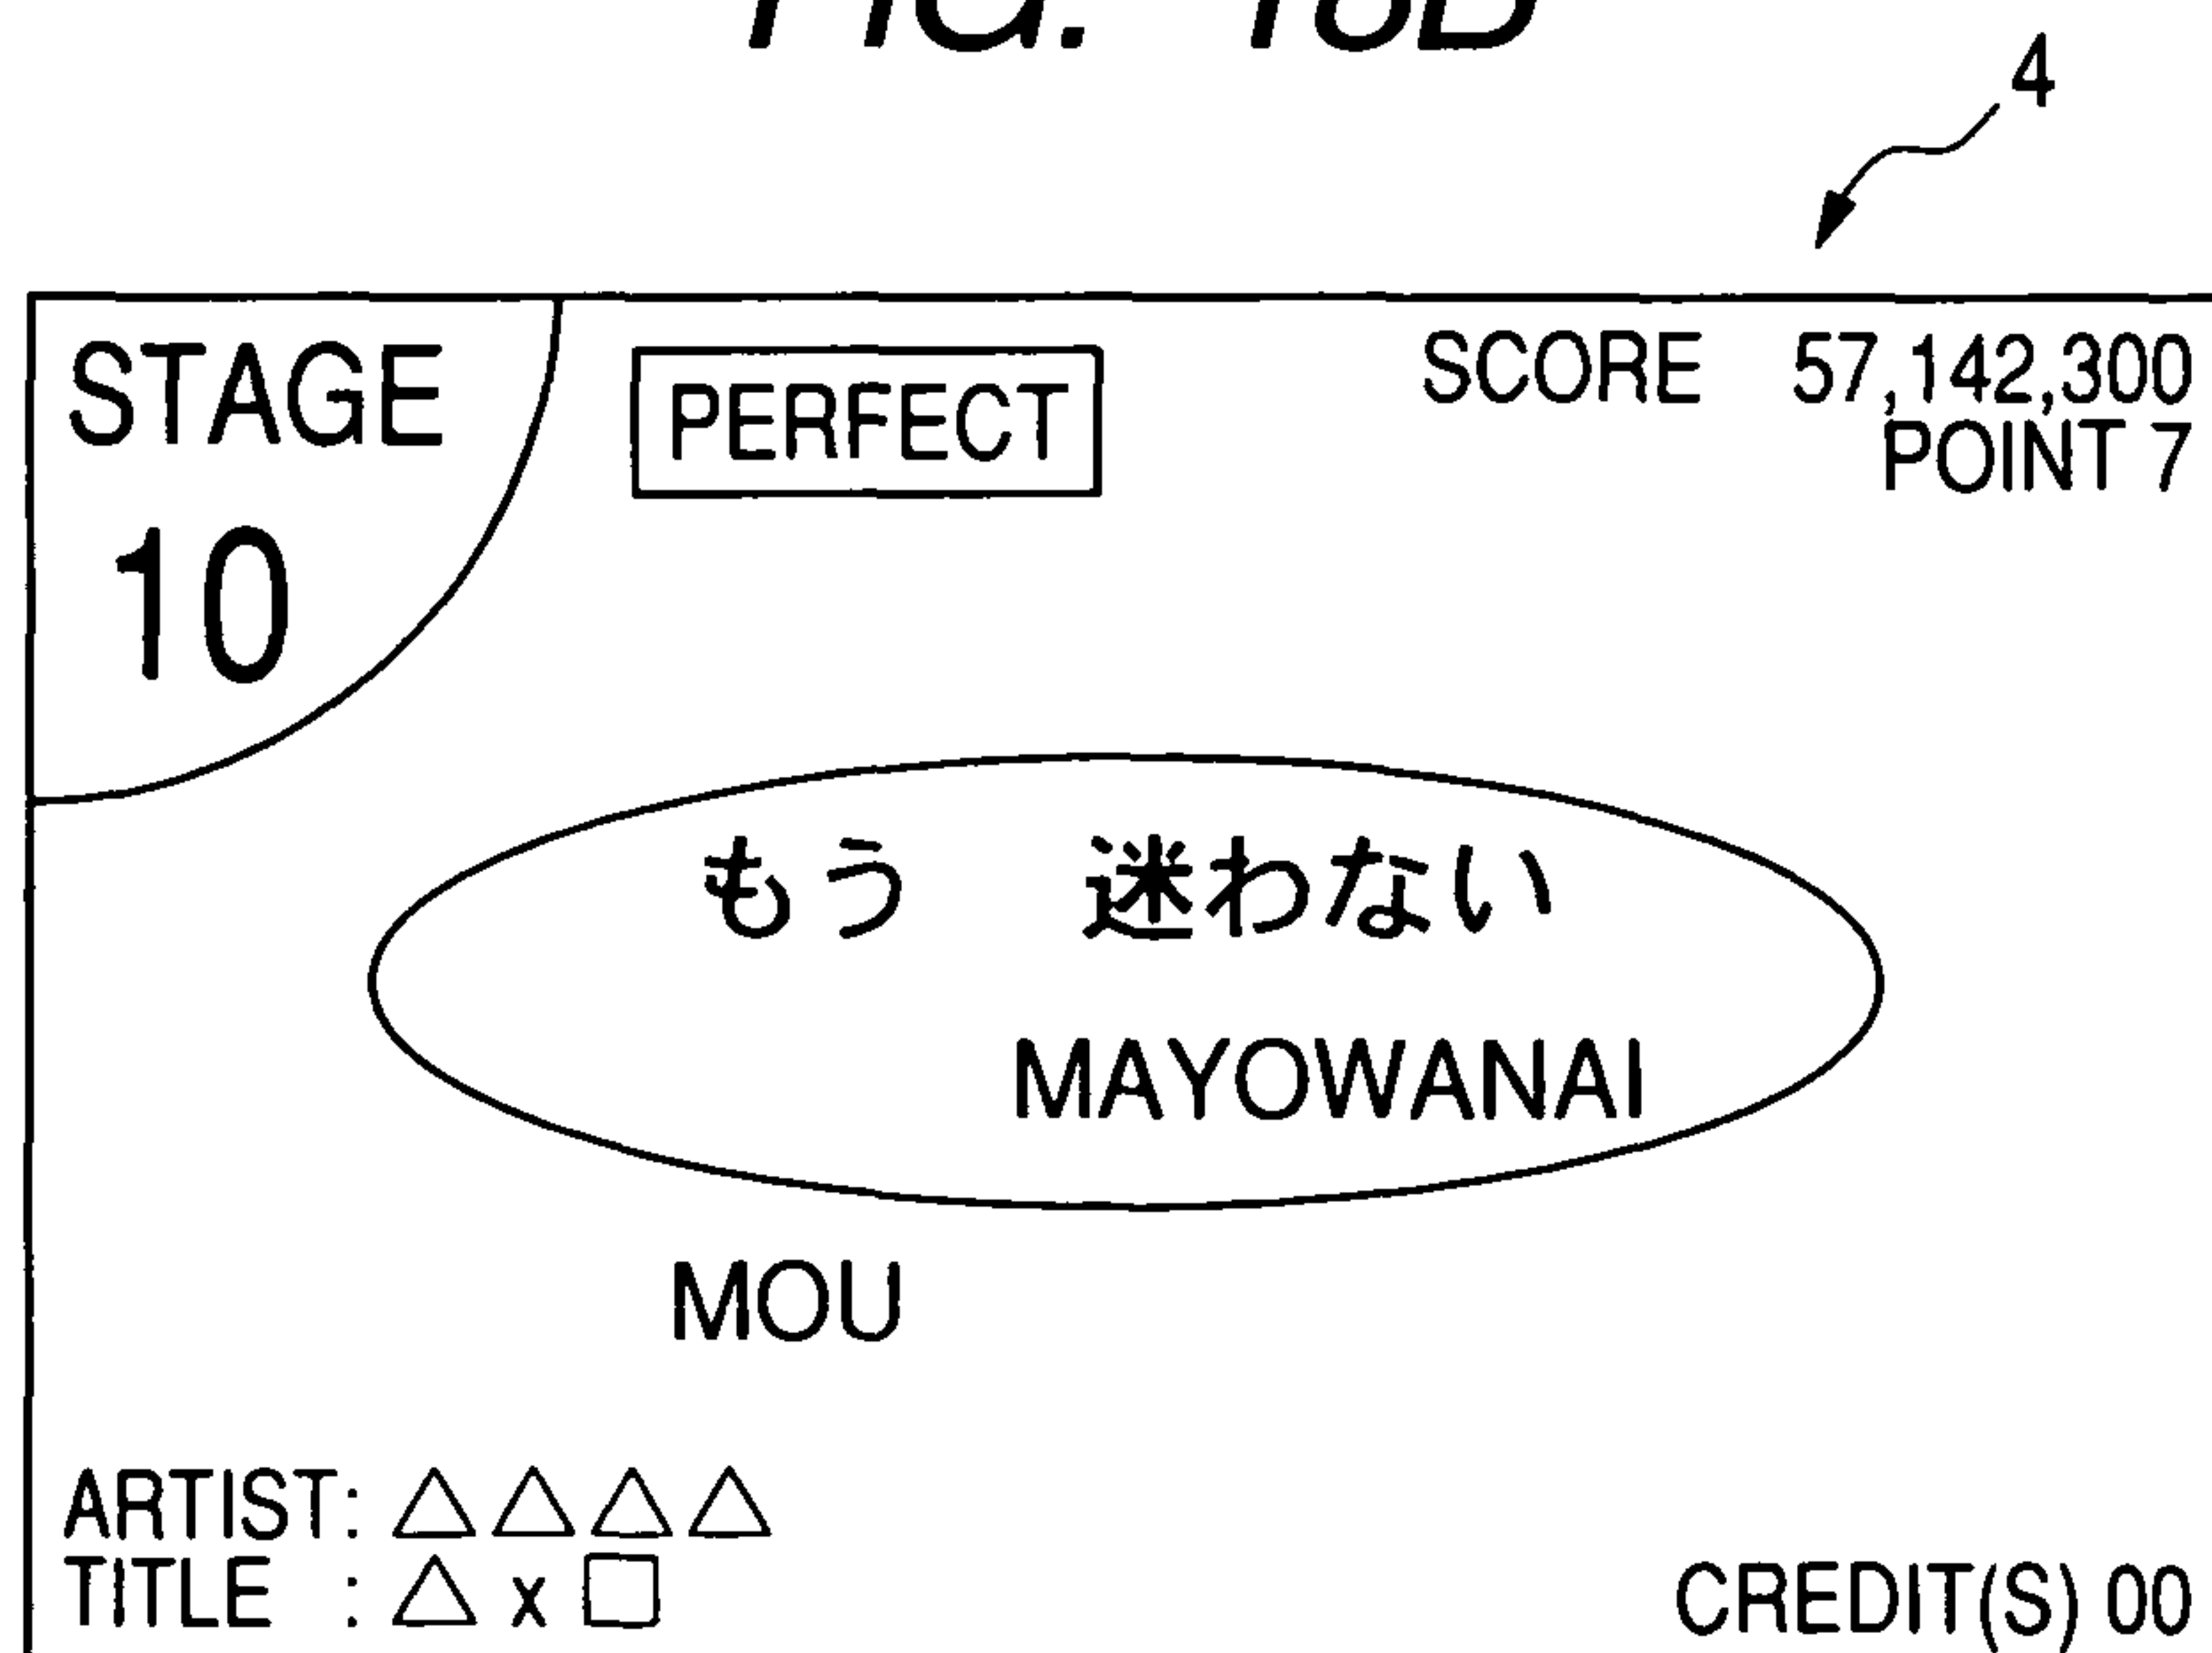 4
STAGE
10
PERFECT
SCORE 57,142,300
POINT 7
もう 迷わない
MAYOWANAI
MOU
ARTIST: △△△△
TITLE : △x□
CREDIT(S) 00